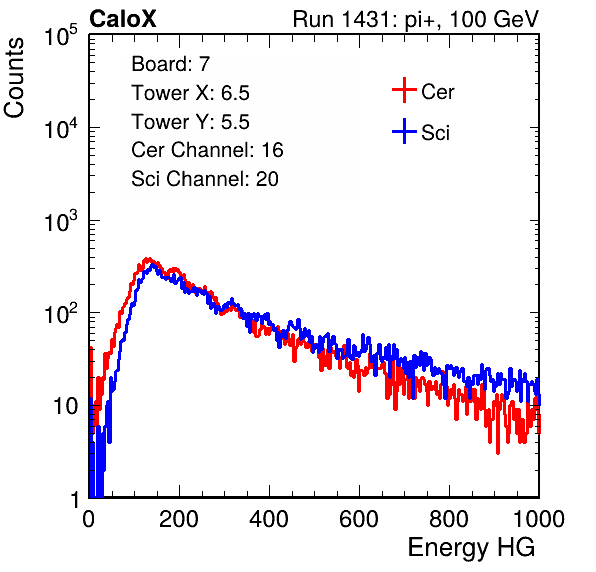 CaloX Run 1431: pi+, 100 GeV
Counts
Board: 7
Tower X: 6.5
Tower Y: 5.5
Cer Channel: 16
Sci Channel: 20
Cer
Sci
10^5
10^4
10^3
10^2
10
1
0 200 400 600 800 1000
Energy HG